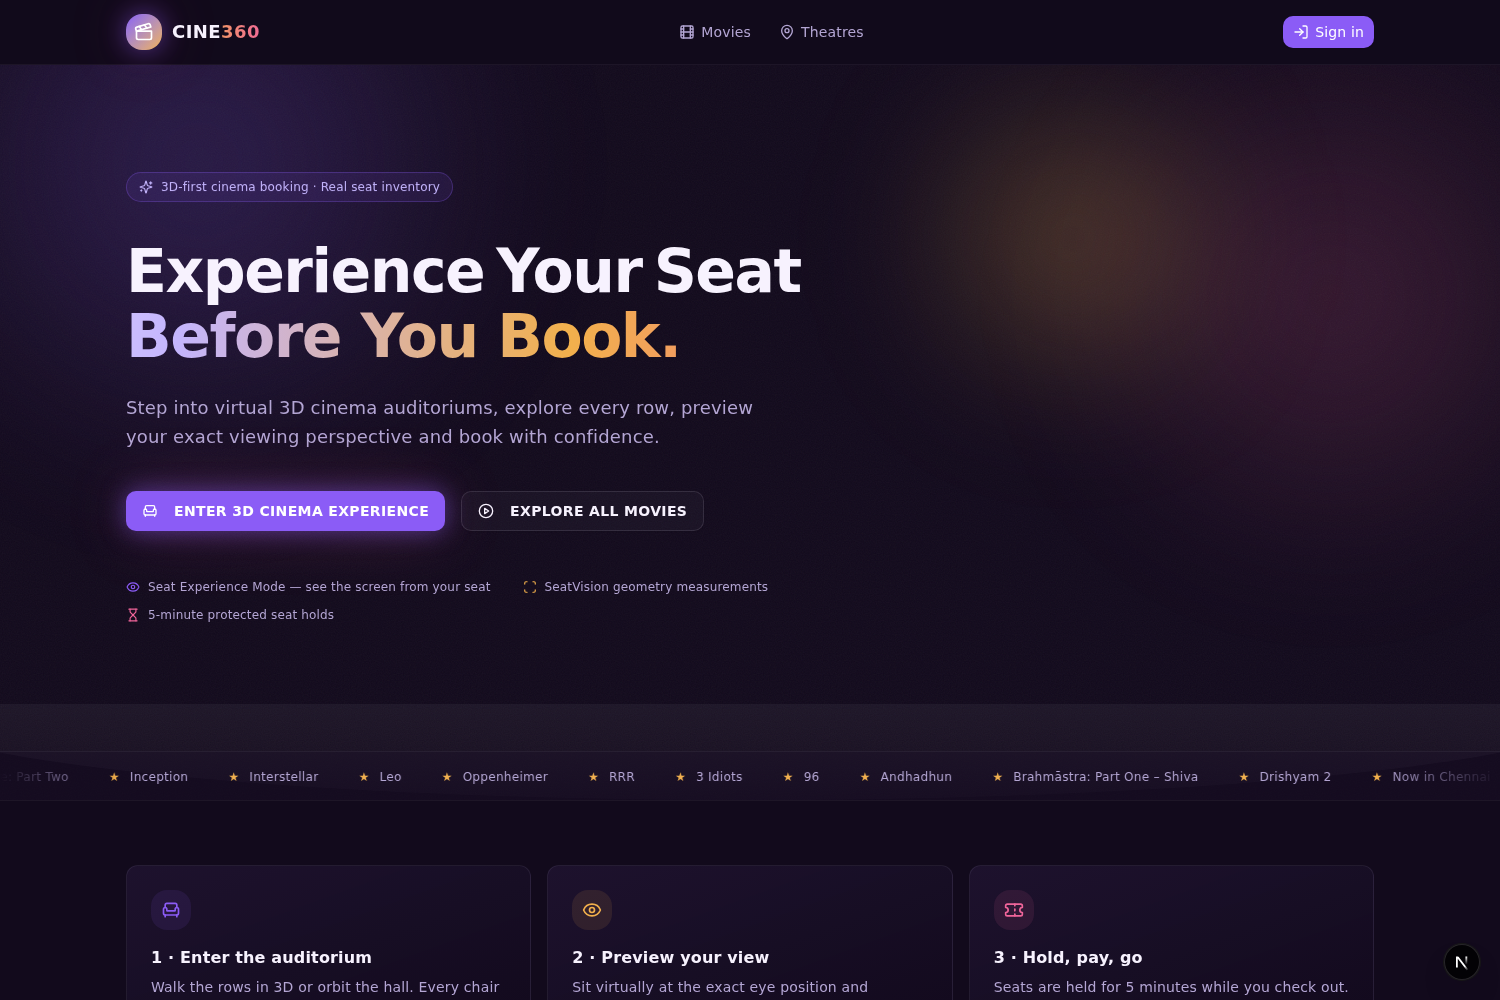 CINE360
Movies
Theatres
Sign in
3D-first cinema booking · Real seat inventory
Experience Your Seat
Before You Book.
Step into virtual 3D cinema auditoriums, explore every row, preview
your exact viewing perspective and book with confidence.
ENTER 3D CINEMA EXPERIENCE
EXPLORE ALL MOVIES
Seat Experience Mode — see the screen from your seat
SeatVision geometry measurements
5-minute protected seat holds
Part Two ★ Inception ★ Interstellar ★ Leo ★ Oppenheimer ★ RRR ★ 3 Idiots ★ 96 ★ Andhadhun ★ Brahmāstra: Part One – Shiva ★ Drishyam 2 ★ Now in Chennai
1 · Enter the auditorium
Walk the rows in 3D or orbit the hall. Every chair
2 · Preview your view
Sit virtually at the exact eye position and
3 · Hold, pay, go
Seats are held for 5 minutes while you check out.
N